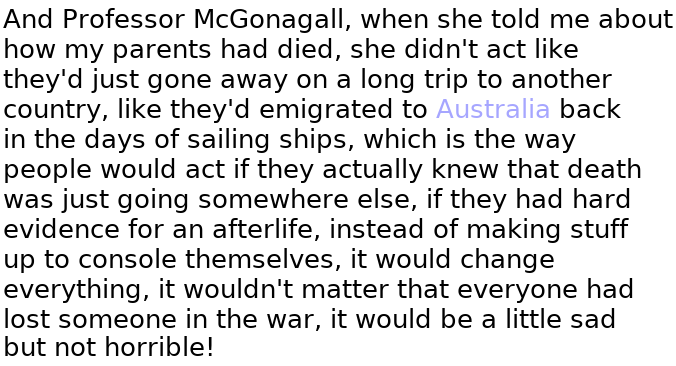 And Professor McGonagall, when she told me about
how my parents had died, she didn't act like
they'd just gone away on a long trip to another
country, like they'd emigrated to Australia back
in the days of sailing ships, which is the way
people would act if they actually knew that death
was just going somewhere else, if they had hard
evidence for an afterlife, instead of making stuff
up to console themselves, it would change
everything, it wouldn't matter that everyone had
lost someone in the war, it would be a little sad
but not horrible!